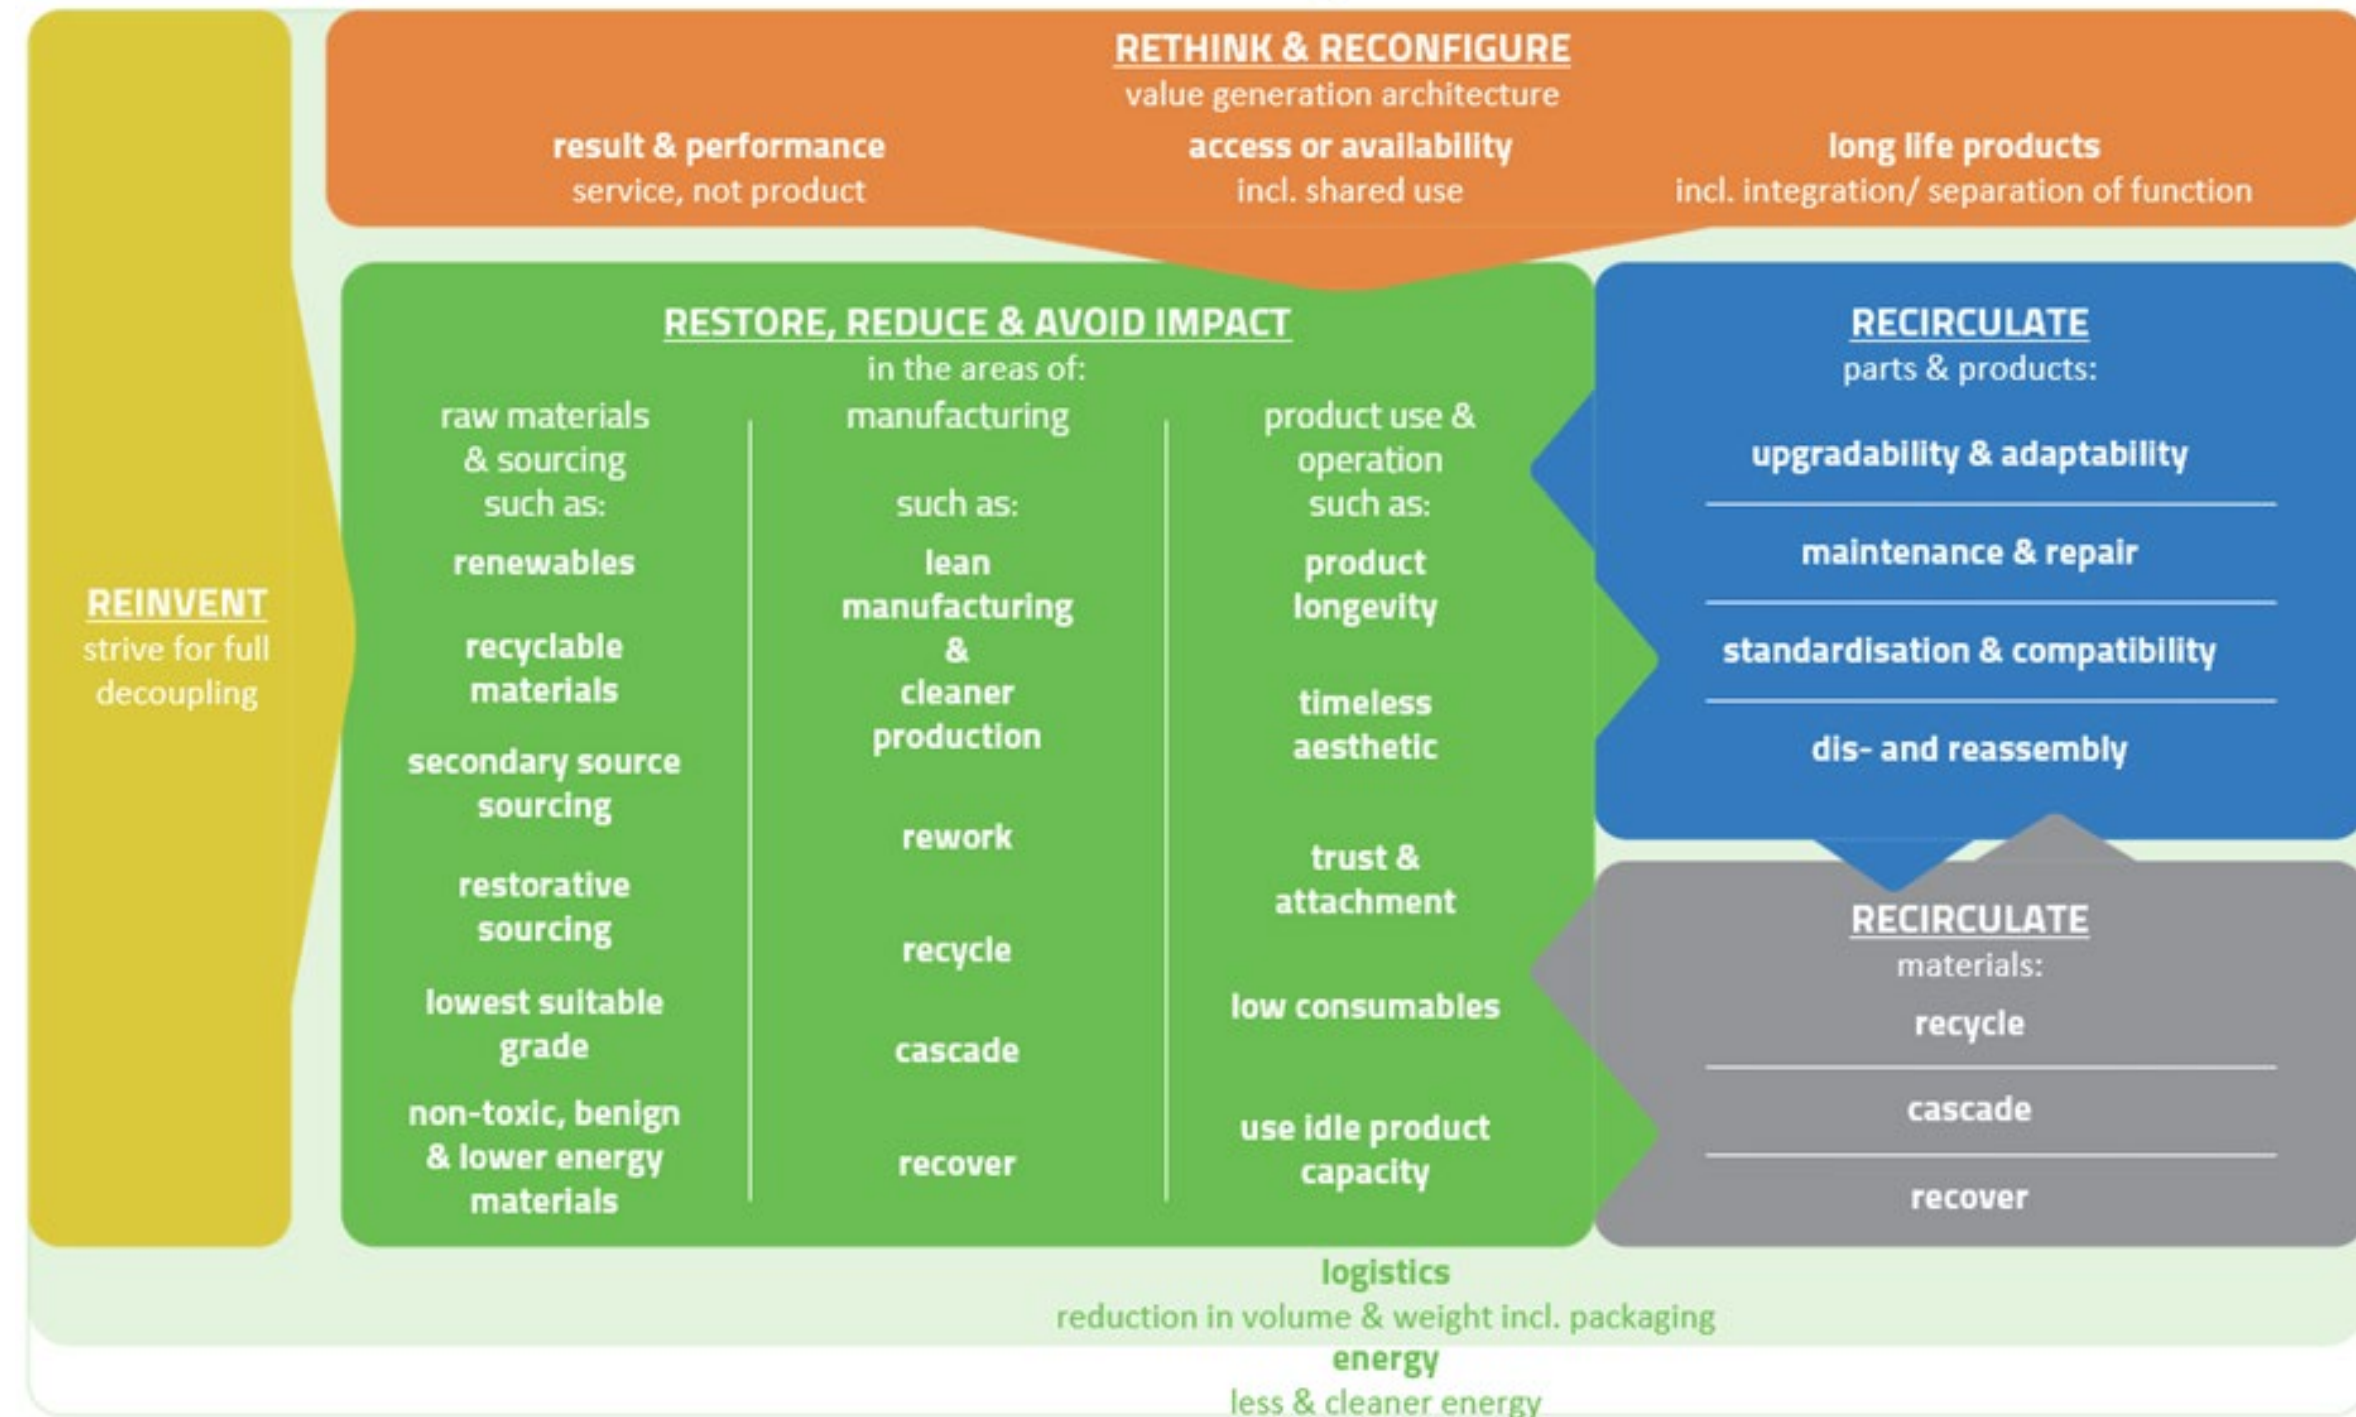 RETHINK & RECONFIGURE
value generation architecture
result & performance
service, not product
access or availability
incl. shared use
long life products
incl. integration/ separation of function
REINVENT
strive for full
decoupling
RESTORE, REDUCE & AVOID IMPACT
in the areas of:
raw materials
& sourcing
such as:
renewables
recyclable
materials
secondary source
sourcing
restorative
sourcing
lowest suitable
grade
non-toxic, benign
& lower energy
materials
manufacturing
such as:
lean
manufacturing
&
cleaner
production
rework
recycle
cascade
recover
product use &
operation
such as:
product
longevity
timeless
aesthetic
trust &
attachment
low consumables
use idle product
capacity
RECIRCULATE
parts & products:
upgradability & adaptability
maintenance & repair
standardisation & compatibility
dis- and reassembly
RECIRCULATE
materials:
recycle
cascade
recover
logistics
reduction in volume & weight incl. packaging
energy
less & cleaner energy